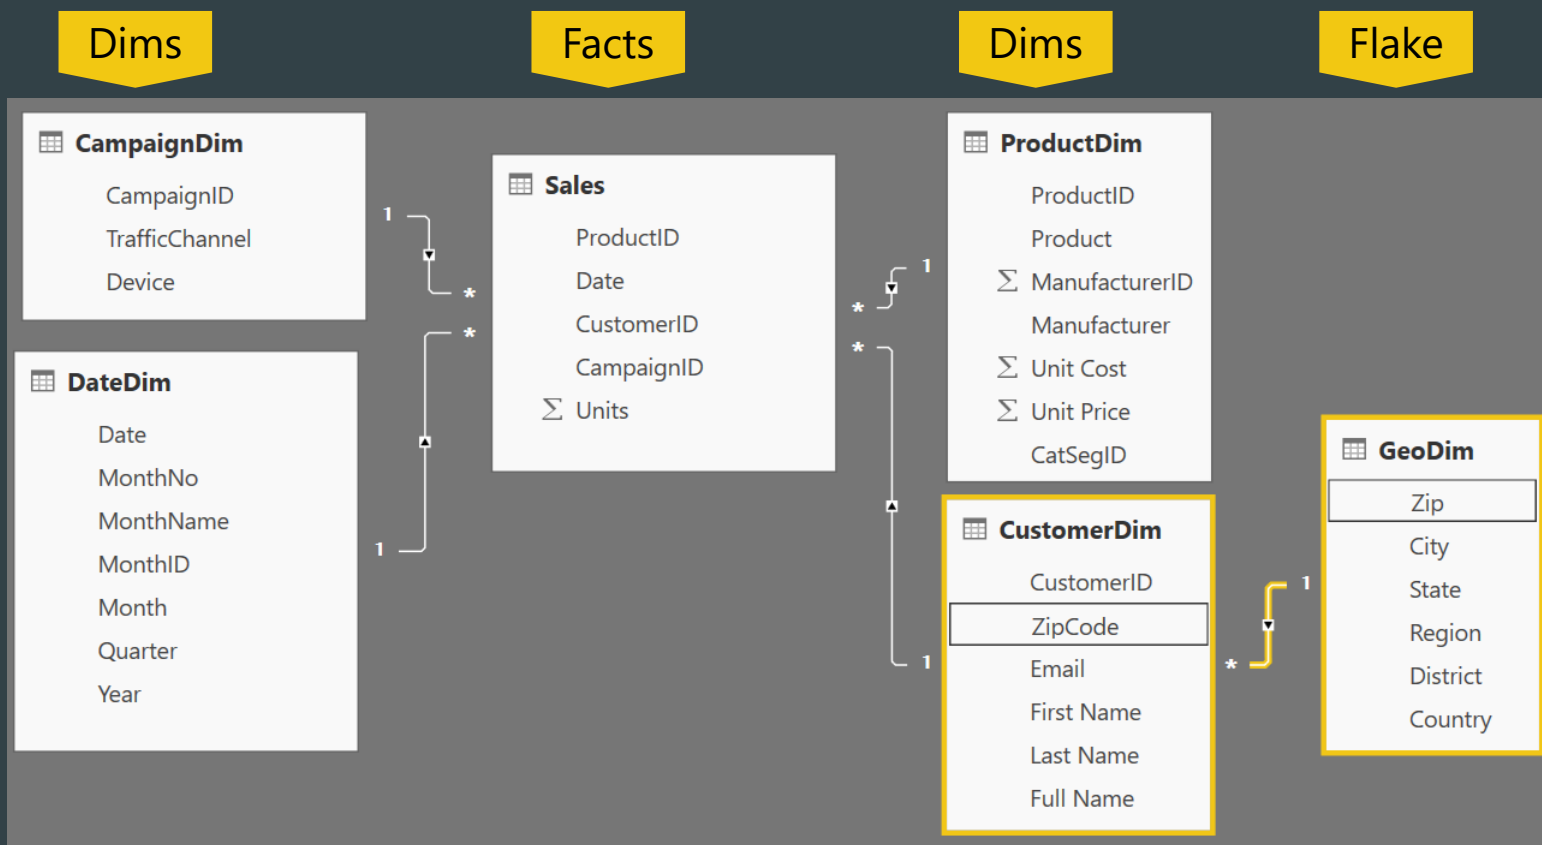 Dims
Facts
Dims
Flake
CampaignDim
CampaignID
TrafficChannel
Device
1
*
DateDim
Date
MonthNo
MonthName
MonthID
Month
Quarter
Year
1
*
Sales
ProductID
Date
CustomerID
CampaignID
Σ Units
*
1
*
1
ProductDim
ProductID
Product
Σ ManufacturerID
Manufacturer
Σ Unit Cost
Σ Unit Price
CatSegID
CustomerDim
CustomerID
ZipCode
Email
First Name
Last Name
Full Name
*
1
GeoDim
Zip
City
State
Region
District
Country